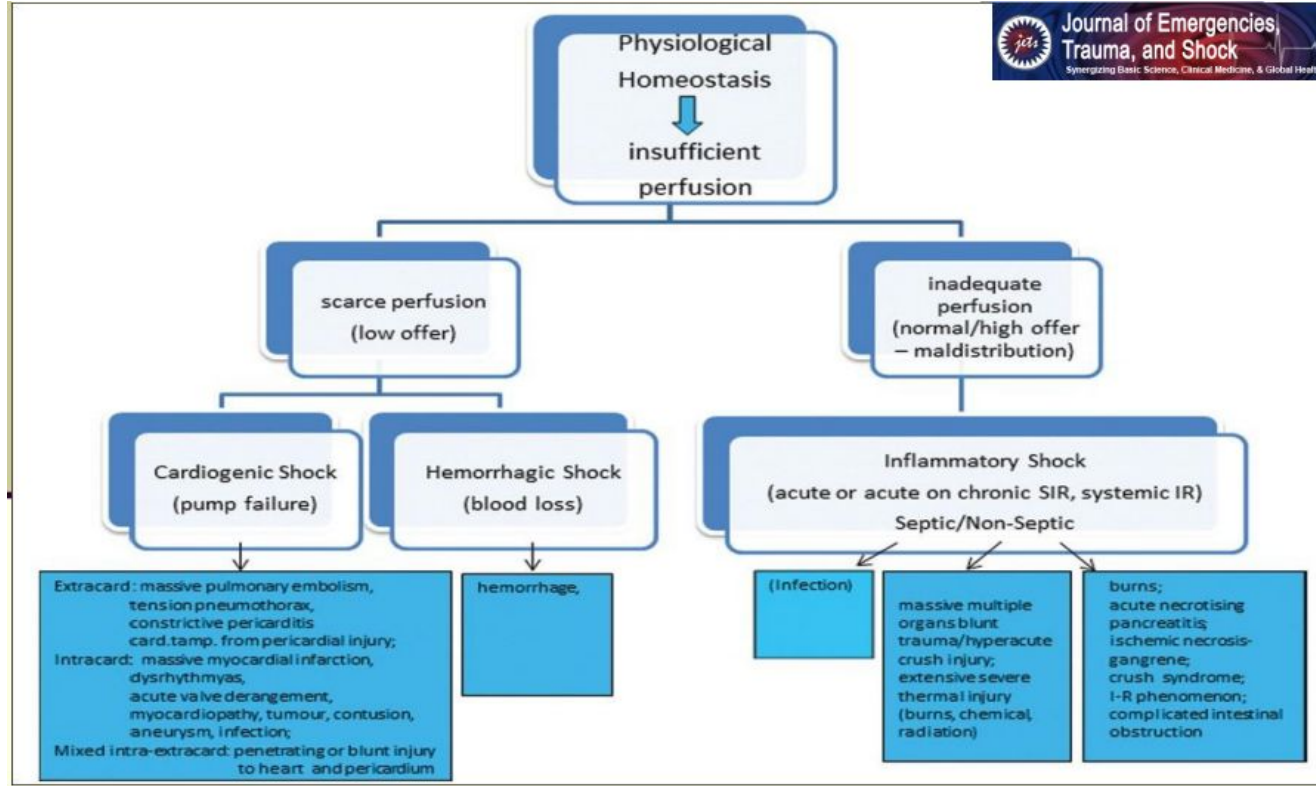 jets
Journal of Emergencies,
Trauma, and Shock
Synergizing Basic Science, Clinical Medicine, & Global Healt
Physiological
Homeostasis
insufficient
perfusion
scarce perfusion
(low offer)
inadequate
perfusion
(normal/high offer
– maldistribution)
Cardiogenic Shock
(pump failure)
Hemorrhagic Shock
(blood loss)
Inflammatory Shock
(acute or acute on chronic SIR, systemic IR)
Septic/Non-Septic
Extracard: massive pulmonary embolism,
tension pneumothorax,
constrictive pericarditis
card.tamp. from pericardial injury;
Intracard: massive myocardial infarction,
dysrhythmyas,
acute valve derangement,
myocardiopathy, tumour, contusion,
aneurysm, infection;
Mixed intra-extracard: penetrating or blunt injury
to heart and pericardium
hemorrhage,
(Infection)
massive multiple
organs blunt
trauma/hyperacute
crush injury;
extensive severe
thermal injury
(burns, chemical,
radiation)
burns;
acute necrotising
pancreatitis;
ischemic necrosis-
gangrene;
crush syndrome;
I-R phenomenon;
complicated intestinal
obstruction